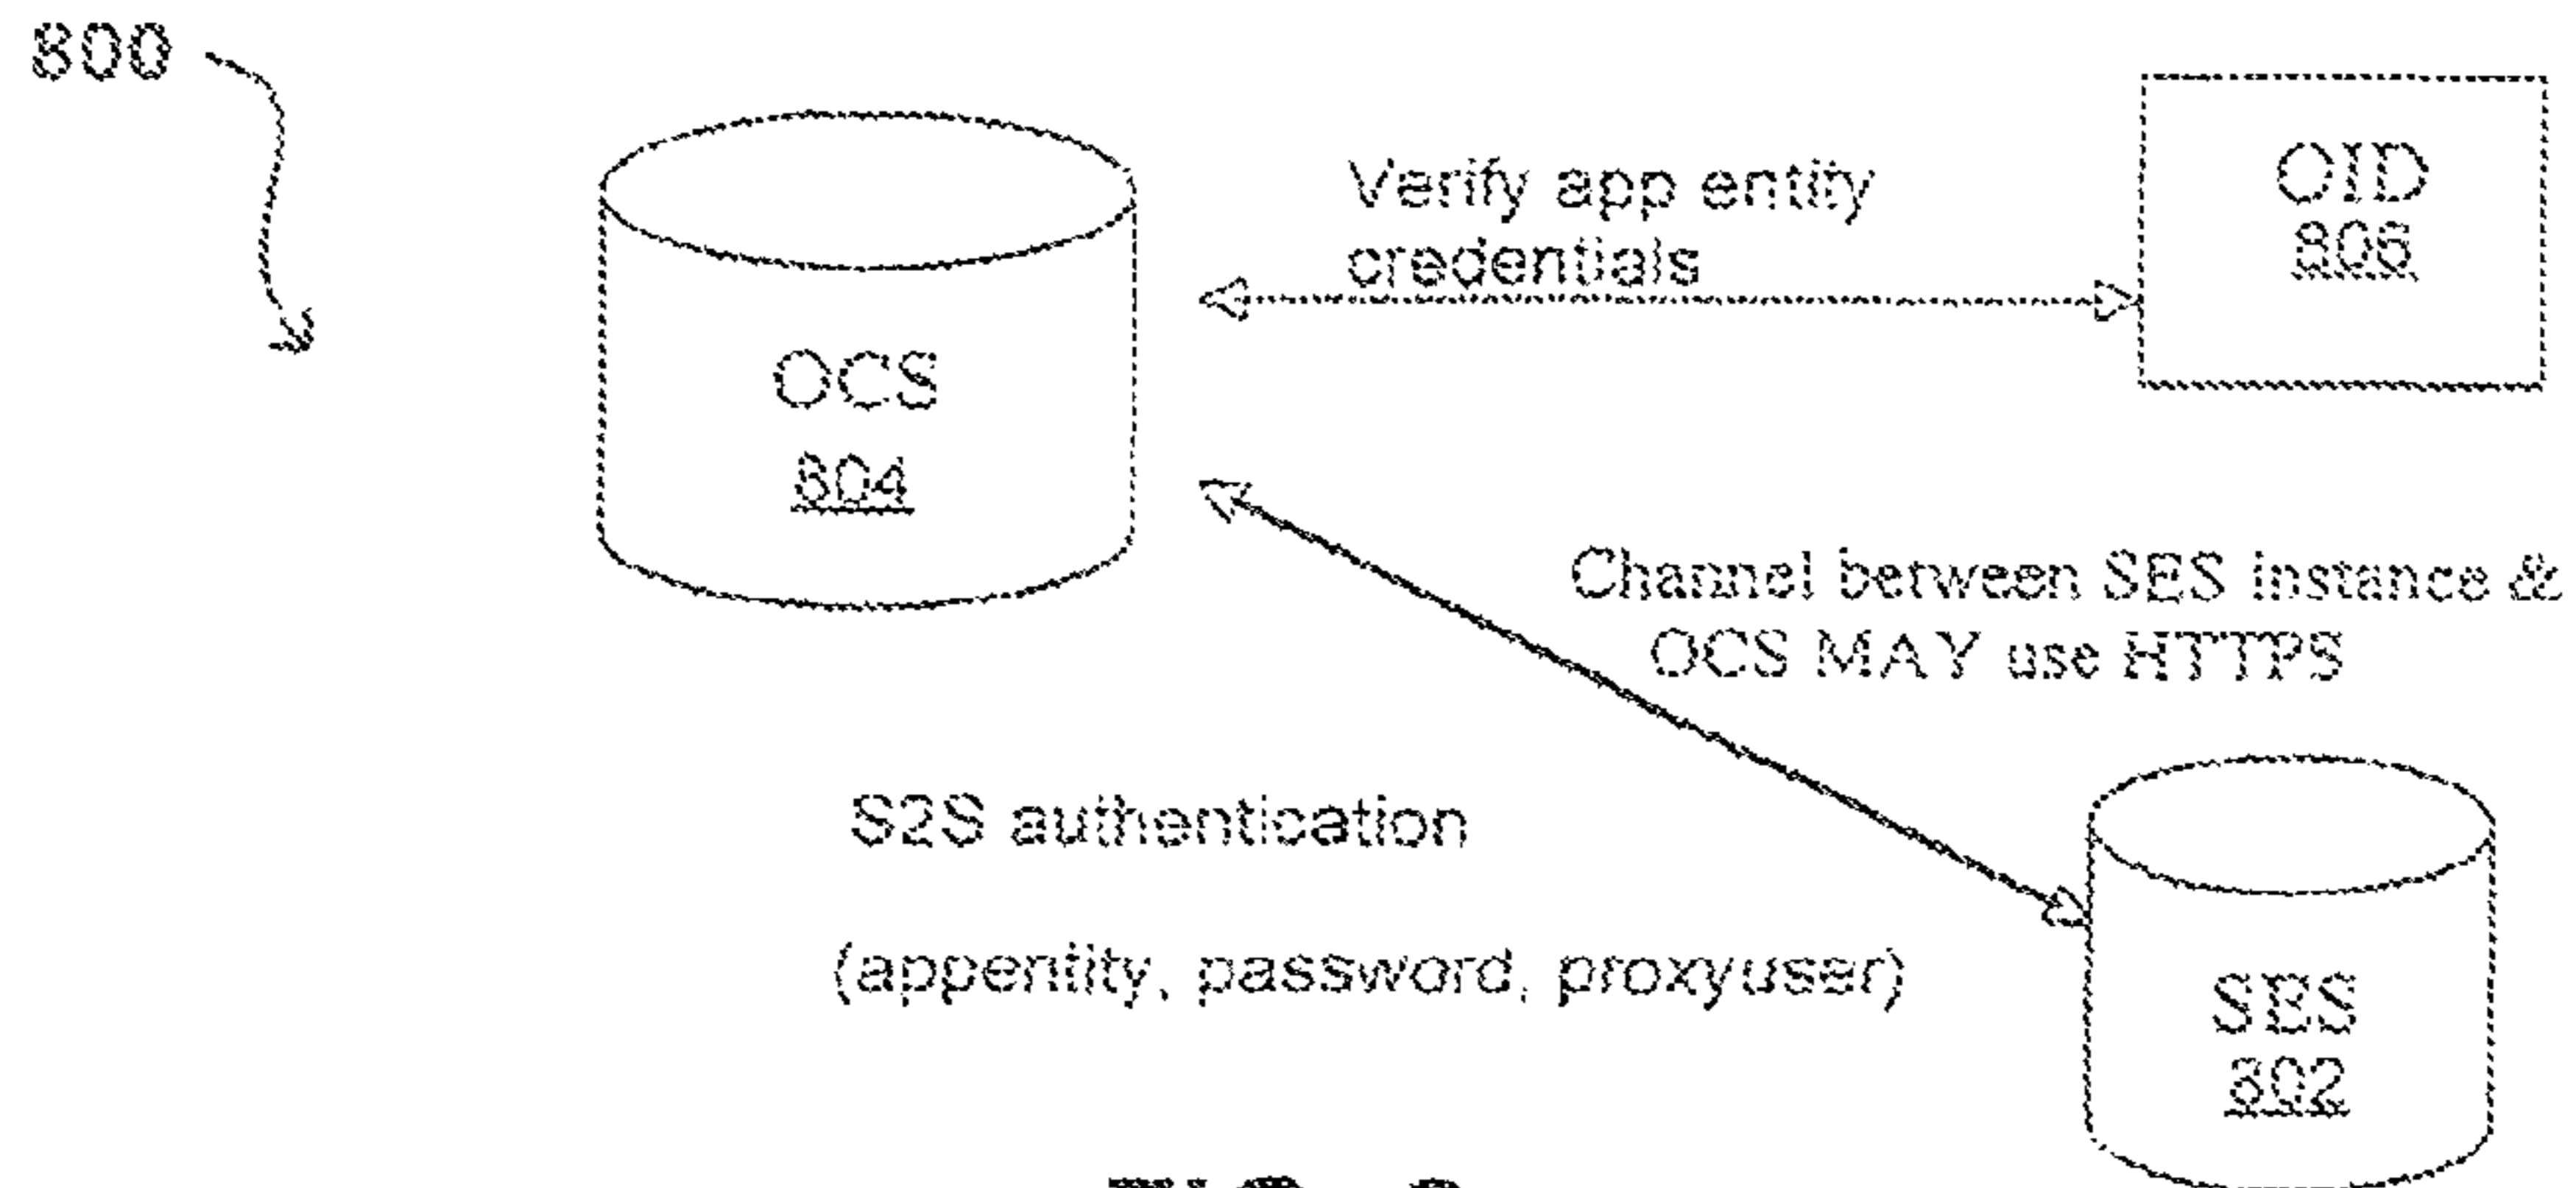 800
OID
806
Verify app entity
credentials
OCS
804
Channel between SES instance &
OCS MAY use HTTPS
S2S authentication
(appentity, password, proxyuser)
SES
802